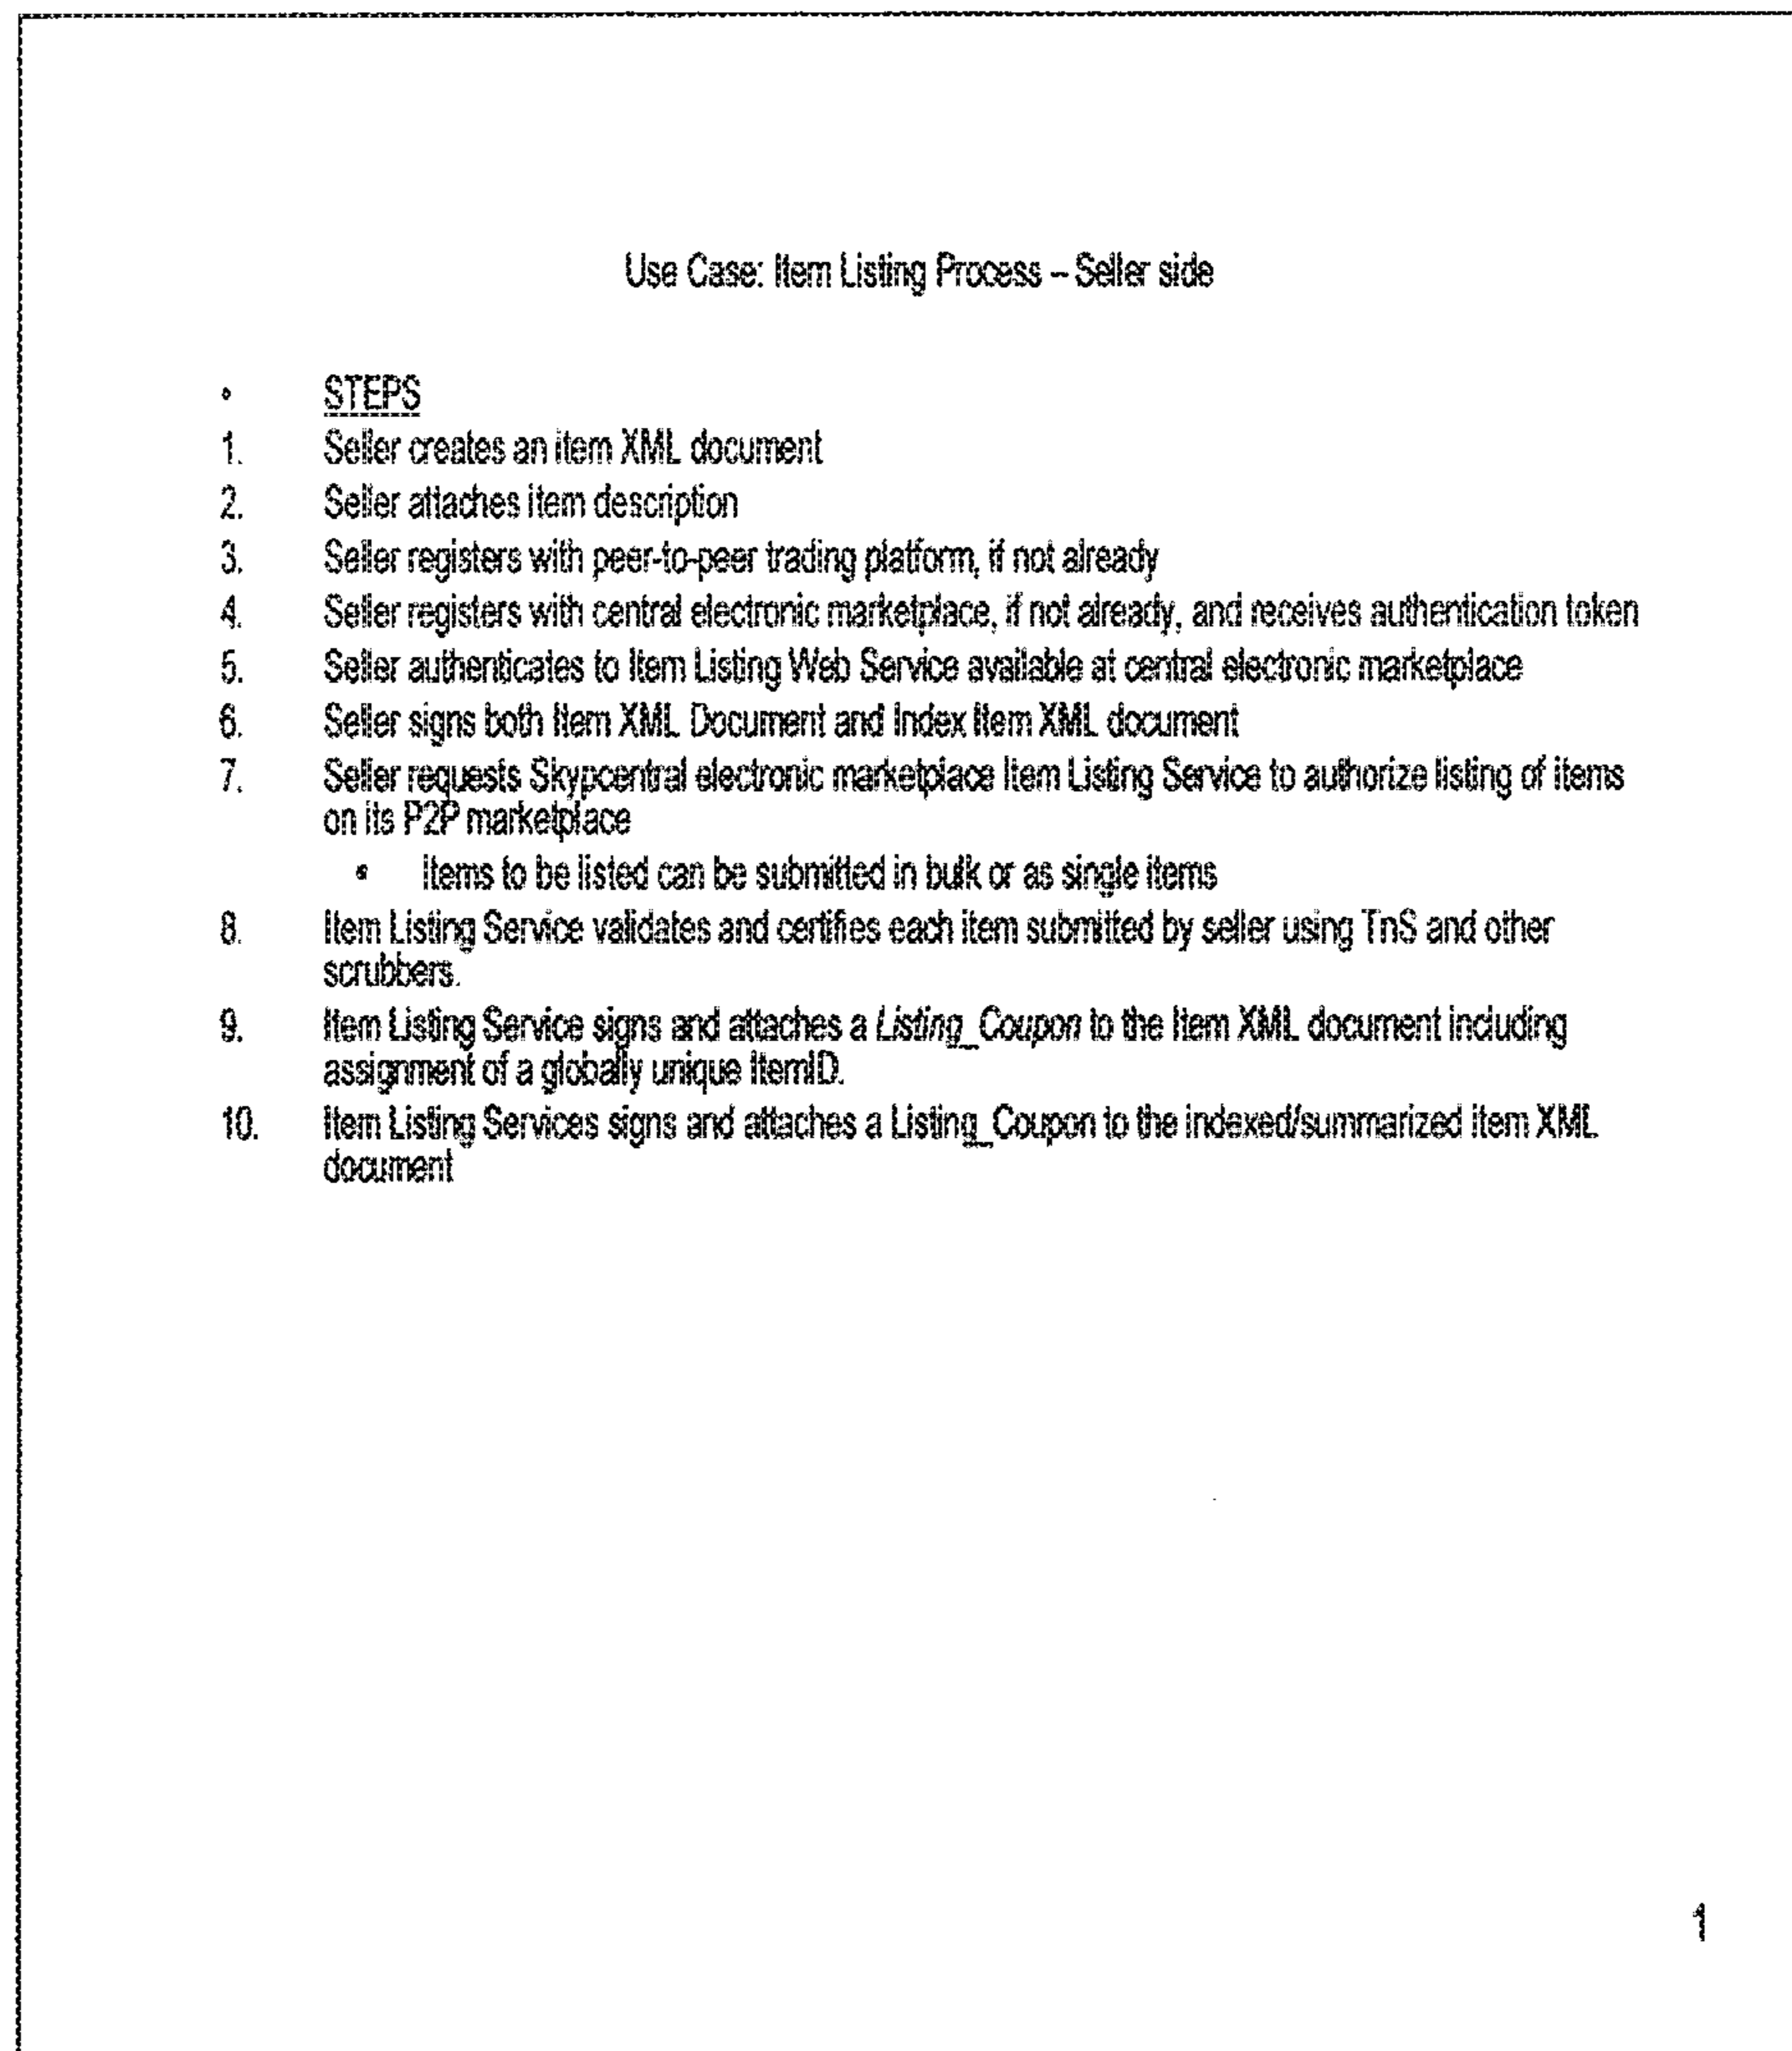 Use Case: Item Listing Process – Seller side
• STEPS
1. Seller creates an item XML document
2. Seller attaches item description
3. Seller registers with peer-to-peer trading platform, if not already
4. Seller registers with central electronic marketplace, if not already, and receives authentication token
5. Seller authenticates to Item Listing Web Service available at central electronic marketplace
6. Seller signs both Item XML Document and Index Item XML document
7. Seller requests Skypcentral electronic marketplace Item Listing Service to authorize listing of items
on its P2P marketplace
• Items to be listed can be submitted in bulk or as single items
8. Item Listing Service validates and certifies each item submitted by seller using TnS and other
scrubbers.
9. Item Listing Service signs and attaches a Listing_Coupon to the Item XML document including
assignment of a globally unique ItemID.
10. Item Listing Services signs and attaches a Listing_Coupon to the indexed/summarized item XML
document
1